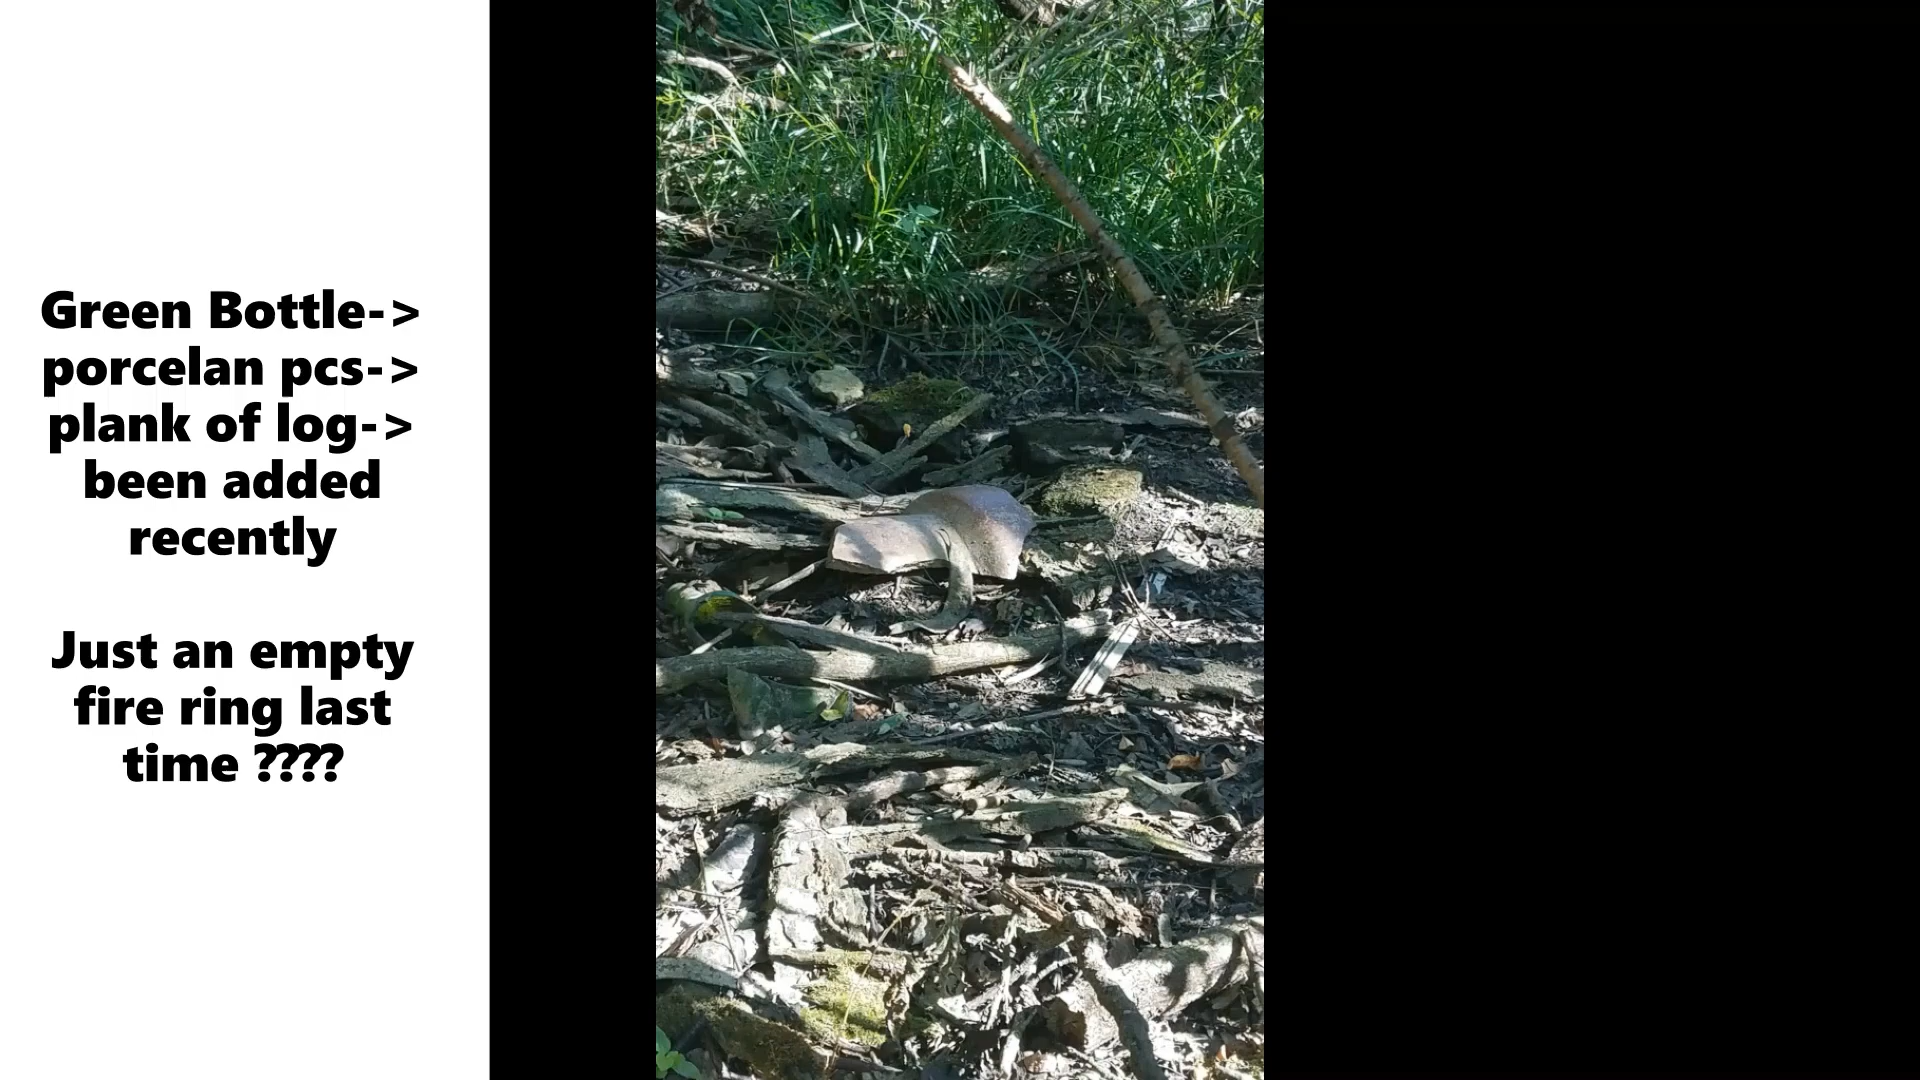 Green Bottle->
porcelan pcs->
plank of log->
been added
recently
Just an empty
fire ring last
time ????